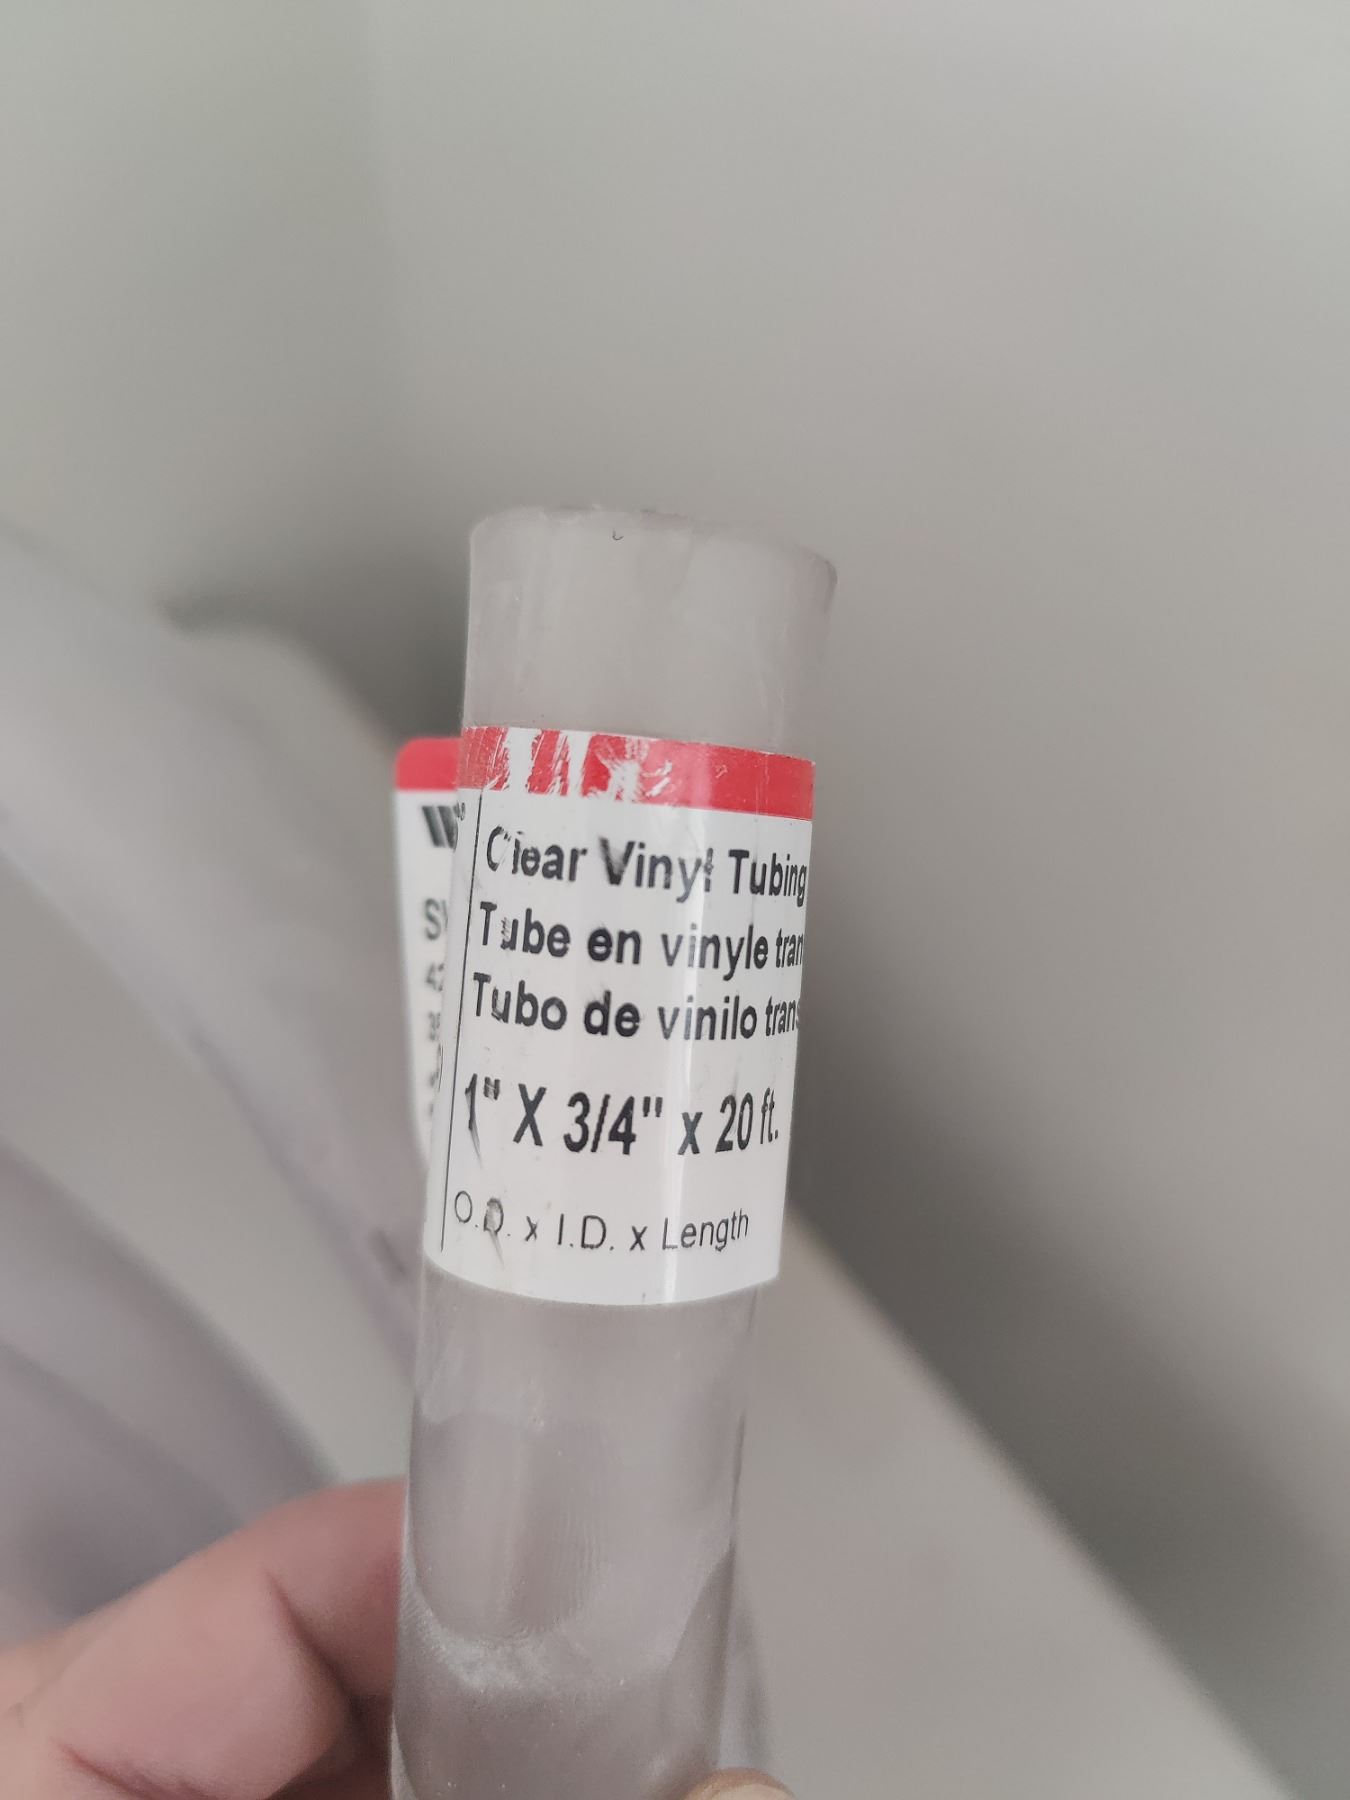 Clear Vinyl Tubing
Tube en vinyle
Tubo de vinilo
1" X 3/4" x 20 ft.
O.D. x I.D. x Length